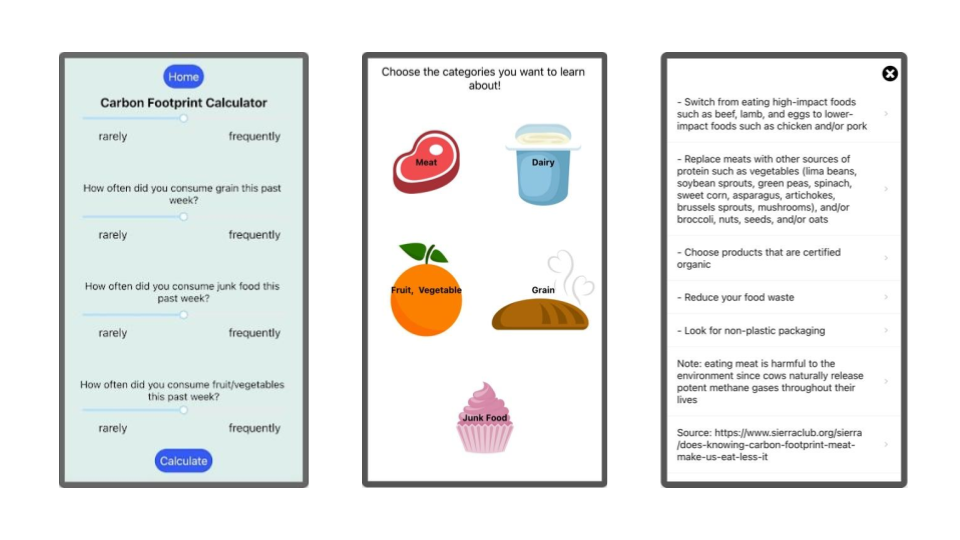 Home
Carbon Footprint Calculator
rarely frequently
How often did you consume grain this past
week?
rarely frequently
How often did you consume junk food this
past week?
rarely frequently
How often did you consume fruit/vegetables
this past week?
rarely frequently
Calculate
Choose the categories you want to learn
about!
Meat
Dairy
Fruit, Vegetable
Grain
Junk Food
- Switch from eating high-impact foods
such as beef, lamb, and eggs to lower-
impact foods such as chicken and/or pork
- Replace meats with other sources of
protein such as vegetables (lima beans,
soybean sprouts, green peas, spinach,
sweet corn, asparagus, artichokes,
brussels sprouts, mushrooms), and/or
broccoli, nuts, seeds, and/or oats
- Choose products that are certified
organic
- Reduce your food waste
- Look for non-plastic packaging
Note: eating meat is harmful to the
environment since cows naturally release
potent methane gases throughout their
lives
Source: https://www.sierraclub.org/sierra
/does-knowing-carbon-footprint-meat-
make-us-eat-less-it